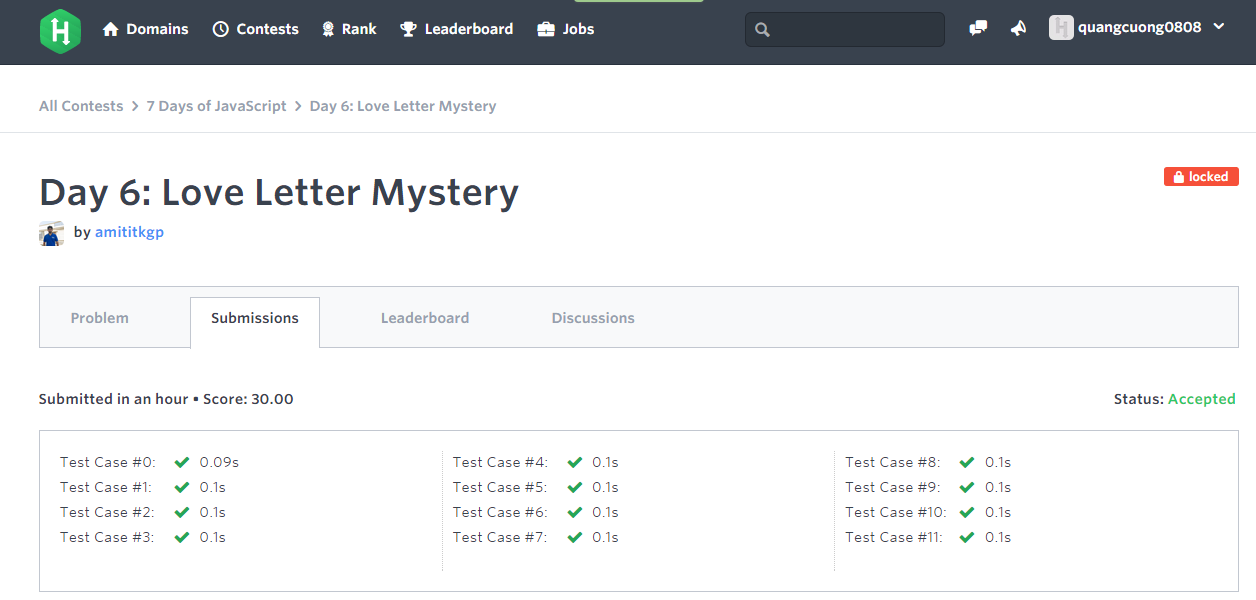 H Domains Contests Rank Leaderboard Jobs quangcuong0808
All Contests > 7 Days of JavaScript > Day 6: Love Letter Mystery
Day 6: Love Letter Mystery
locked
by amititkgp
Problem Submissions Leaderboard Discussions
Submitted in an hour • Score: 30.00 Status: Accepted
Test Case #0: ✔ 0.09s
Test Case #1: ✔ 0.1s
Test Case #2: ✔ 0.1s
Test Case #3: ✔ 0.1s
Test Case #4: ✔ 0.1s
Test Case #5: ✔ 0.1s
Test Case #6: ✔ 0.1s
Test Case #7: ✔ 0.1s
Test Case #8: ✔ 0.1s
Test Case #9: ✔ 0.1s
Test Case #10: ✔ 0.1s
Test Case #11: ✔ 0.1s